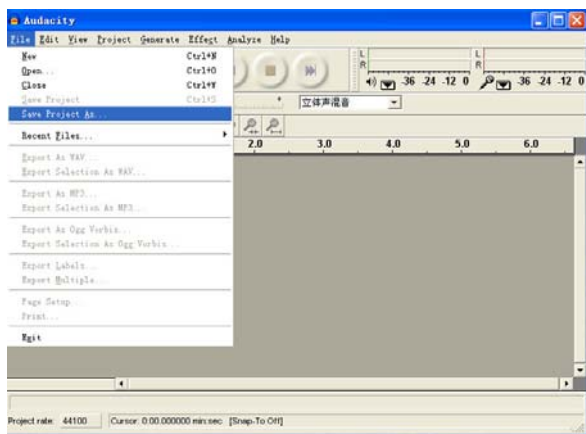 Audacity
File Edit View Project Generate Effect Analyze Help
New Ctrl+N
Open... Ctrl+O
Close Ctrl+W
Save Project Ctrl+S
Save Project As...
Recent Files...
Export As WAV...
Export Selection As WAV...
Export As MP3...
Export Selection As MP3...
Export As Ogg Vorbis...
Export Selection As Ogg Vorbis...
Export Labels...
Export Multiple...
Page Setup...
Print...
Exit
L
R
-36 -24 -12 0
L
R
-36 -24 -12 0
立体声混音
2.0 3.0 4.0 5.0 6.0
Project rate: 44100 Cursor: 0:00.000000 min:sec [Snap-To Off]